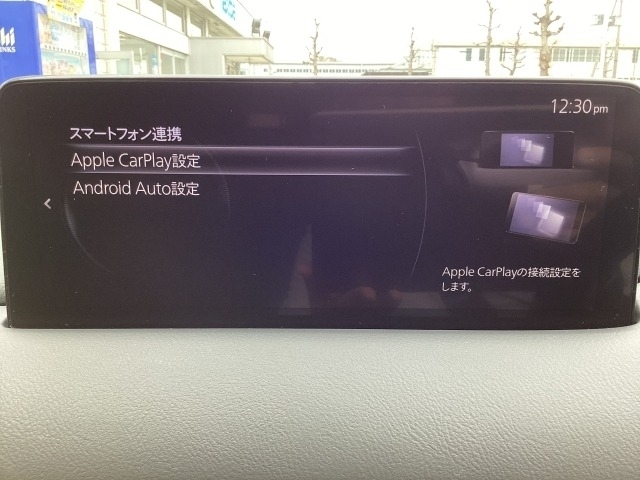 12:30pm
スマートフォン連携
Apple CarPlay設定
Android Auto設定
Apple CarPlayの接続設定を
します。